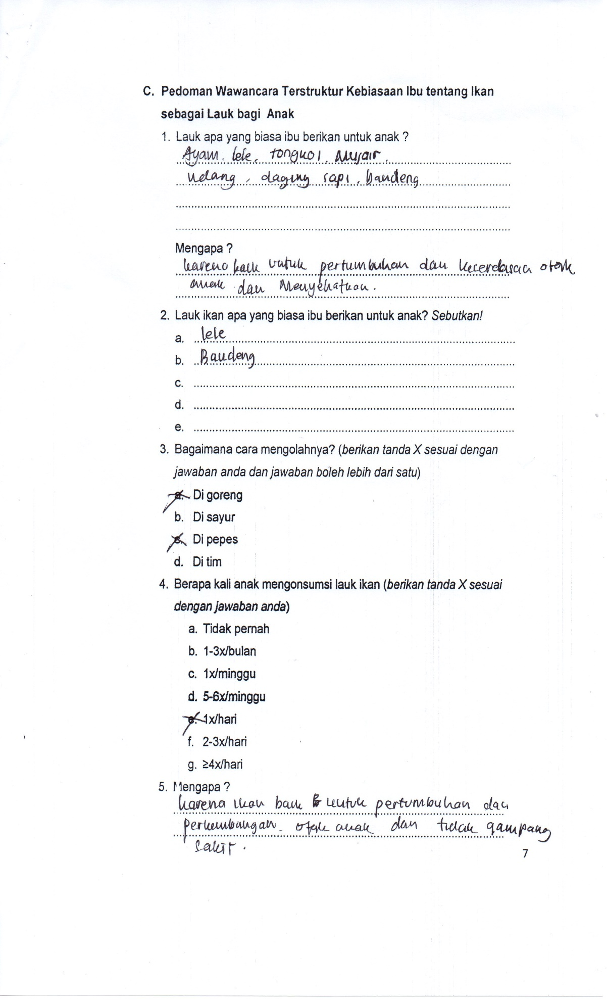 C. Pedoman Wawancara Terstruktur Kebiasaan Ibu tentang Ikan
sebagai Lauk bagi Anak
1. Lauk apa yang biasa ibu berikan untuk anak ?
Ayam, lele, tongkol, Mujair,
udang, daging sapi, bandeng
Mengapa ?
karena baik untuk pertumbuhan dan kecerdasan otak
anak dan Menyehatkan.
2. Lauk ikan apa yang biasa ibu berikan untuk anak? Sebutkan!
a. lele
b. Bandeng
c.
d.
e.
3. Bagaimana cara mengolahnya? (berikan tanda X sesuai dengan
jawaban anda dan jawaban boleh lebih dari satu)
a. Di goreng
b. Di sayur
c. Di pepes
d. Di tim
4. Berapa kali anak mengonsumsi lauk ikan (berikan tanda X sesuai
dengan jawaban anda)
a. Tidak pernah
b. 1-3x/bulan
c. 1x/minggu
d. 5-6x/minggu
e. 1x/hari
f. 2-3x/hari
g. ≥4x/hari
5. Mengapa ?
karena ikan baik untuk pertumbuhan dan
perkembangan otak anak dan tidak gampang
sakit.
7